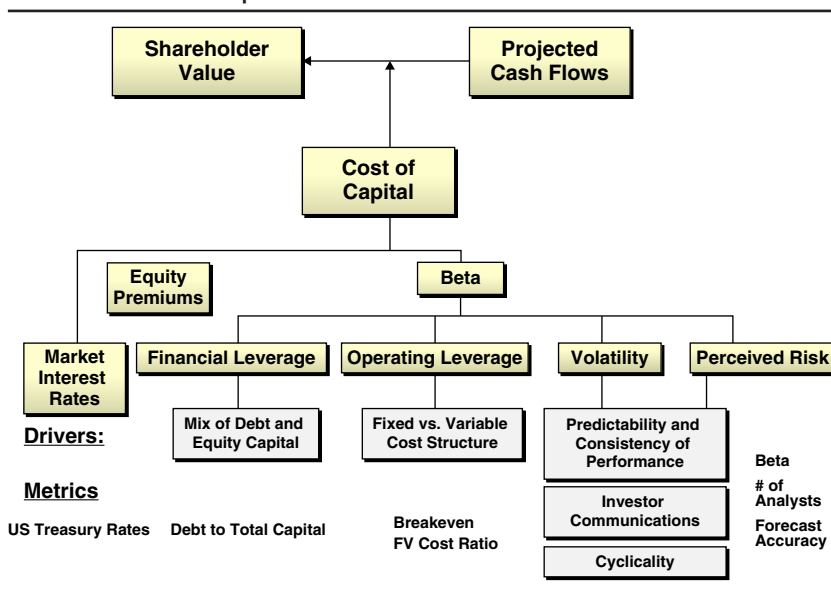 Shareholder
Value
Projected
Cash Flows
Cost of
Capital
Equity
Premiums
Beta
Market
Interest
Rates
Financial Leverage
Operating Leverage
Volatility
Perceived Risk
Drivers:
Mix of Debt and
Equity Capital
Fixed vs. Variable
Cost Structure
Predictability and
Consistency of
Performance
Investor
Communications
Cyclicality
Metrics
US Treasury Rates
Debt to Total Capital
Breakeven
FV Cost Ratio
Beta
# of
Analysts
Forecast
Accuracy